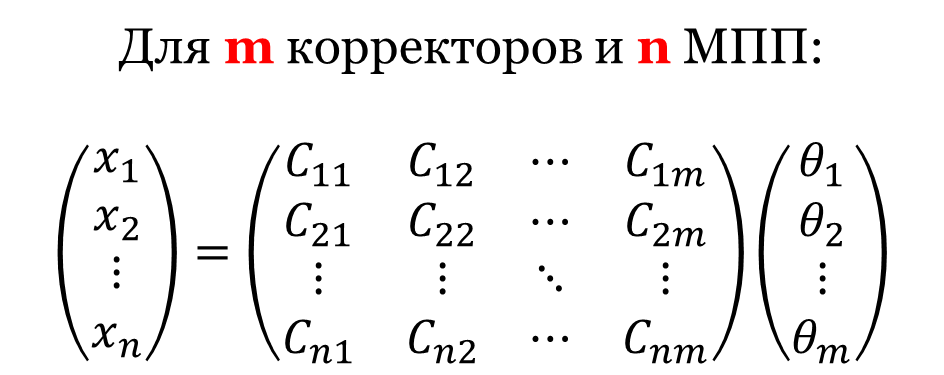 Для m корректоров и n МПП:
x₁ C₁₁ C₁₂ ⋯ C₁ₘ θ₁
x₂ C₂₁ C₂₂ ⋯ C₂ₘ θ₂
⋮ = ⋮ ⋮ ⋱ ⋮ ⋮
xₙ Cₙ₁ Cₙ₂ ⋯ Cₙₘ θₘ